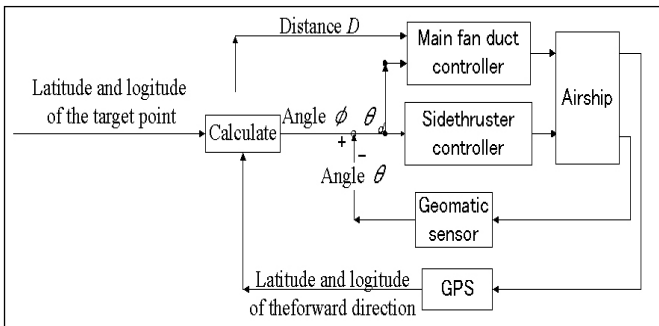 Distance D
Main fan duct
controller
Latitude and logitude
of the target point
Airship
Angle ϕ θd
Calculate
Sidethruster
controller
+
−
Angle θ
Geomatic
sensor
Latitude and logitude
of theforward direction
GPS